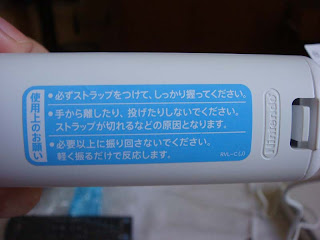 使用上のお願い
●必ずストラップをつけて、しっかり握ってください。
●手から離したり、投げたりしないでください。
ストラップが切れるなどの原因となります。
●必要以上に振り回さないでください。
軽く振るだけで反応します。
Nintendo